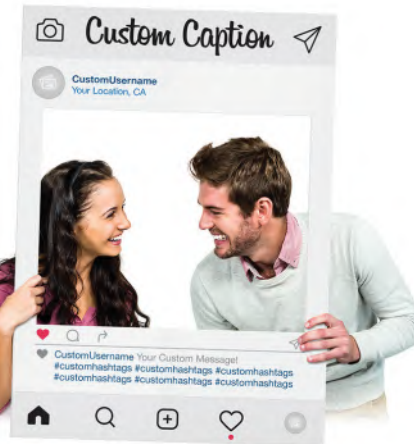 Custom Caption
CustomUsername
Your Location, CA
CustomUsername Your Custom Message!
#customhashtags #customhashtags #customhashtags
#customhashtags #customhashtags #customhashtags